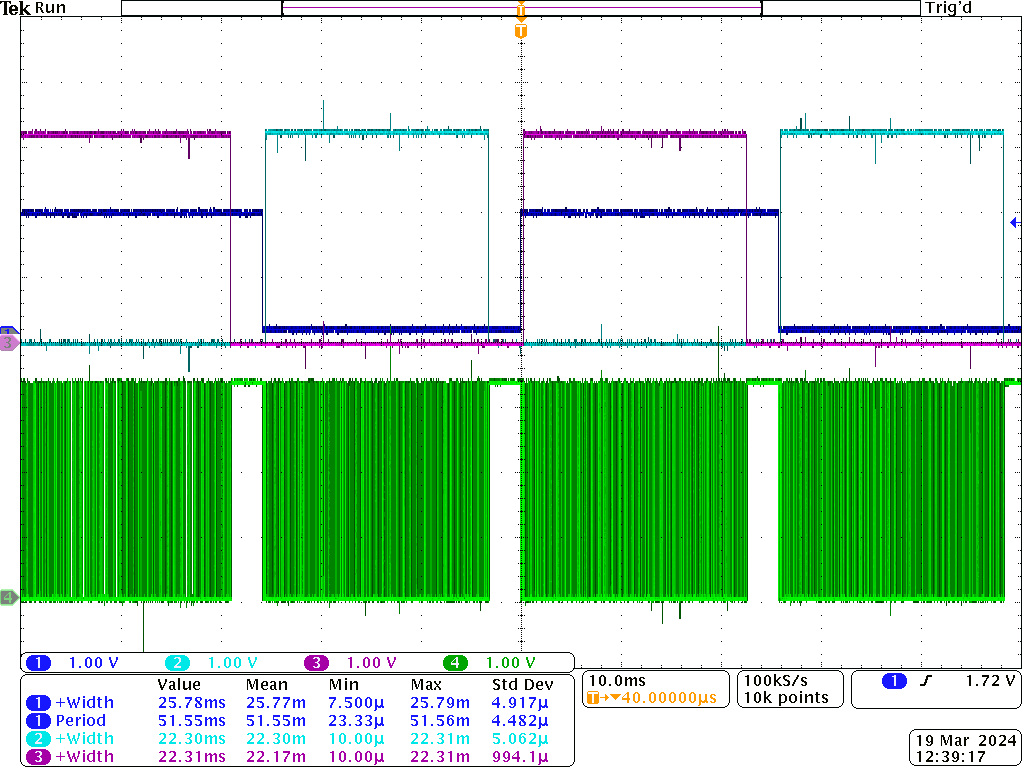 Tek Run Trig'd
T
T
1
3
4
1 1.00 V 2 1.00 V 3 1.00 V 4 1.00 V
Value Mean Min Max Std Dev
1 +Width 25.78ms 25.77m 7.500µ 25.79m 4.917µ
1 Period 51.55ms 51.55m 23.33µ 51.56m 4.482µ
2 +Width 22.30ms 22.30m 10.00µ 22.31m 5.062µ
3 +Width 22.31ms 22.17m 10.00µ 22.31m 994.1µ
10.0ms
T→▼40.00000µs
100kS/s
10k points
1 1.72 V
19 Mar 2024
12:39:17